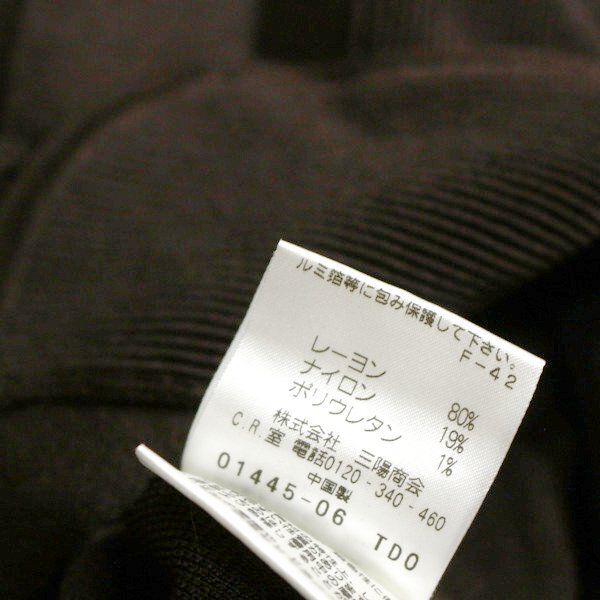 ルミ箔等に包み保護して下さい。
F-42
レーヨン 80%
ナイロン 19%
ポリウレタン 1%
株式会社 三陽商会
C.R.室 電話0120-340-460
中国製
01445-06 TDO